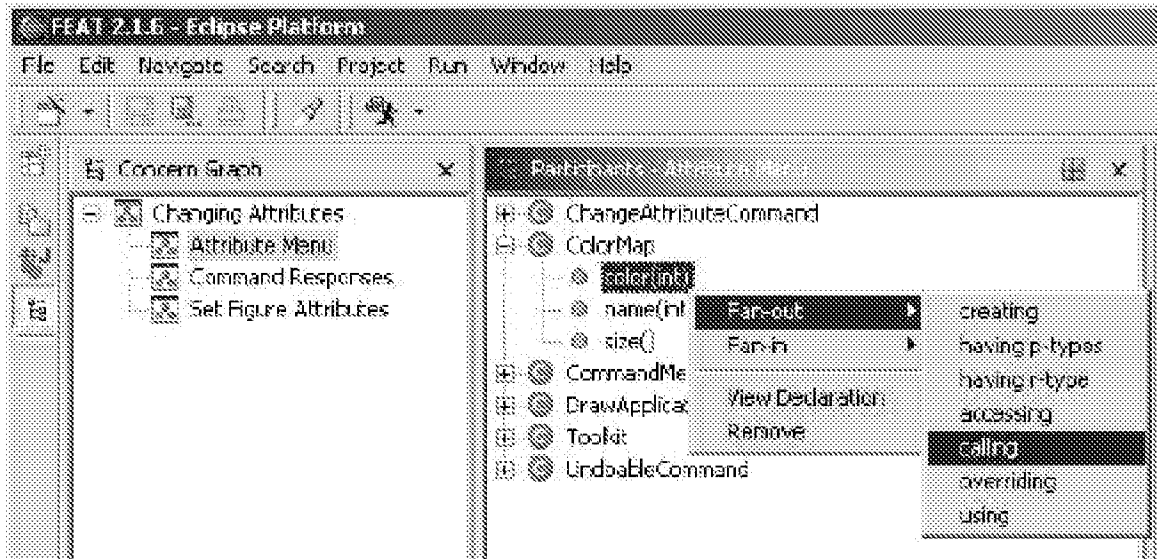 FEAT 2.1.6 - Eclipse Platform
File Edit Navigate Search Project Run Window Help
Concern Graph
Participants
Changing Attributes
Attribute Menu
Command Responses
Set Figure Attributes
ChangeAttributeCommand
ColorMap
color(int)
name(int
size()
CommandMe
DrawApplicat
Toolkit
UndoableCommand
Fan-out
Fan-in
View Declaration
Remove
creating
having p-types
having r-type
accessing
calling
overriding
using